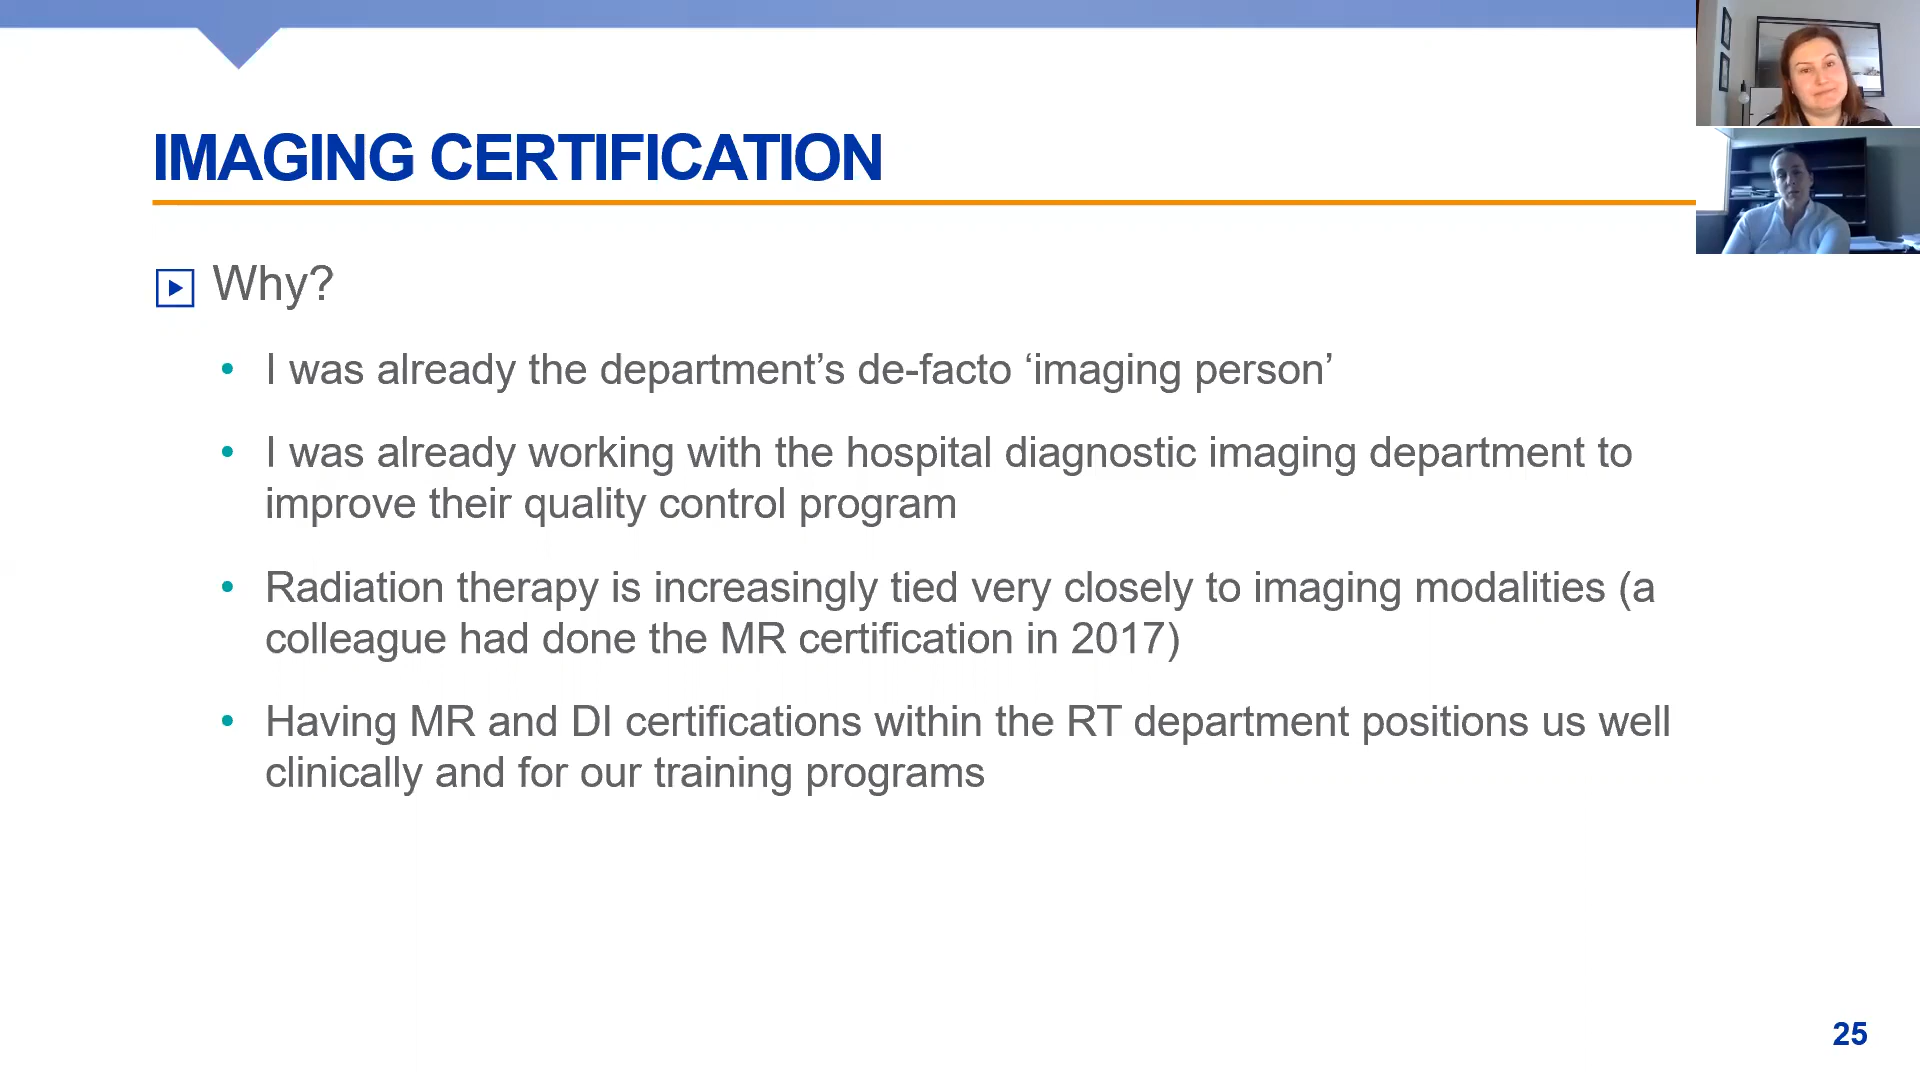 IMAGING CERTIFICATION
Why?
• I was already the department’s de-facto ‘imaging person’
• I was already working with the hospital diagnostic imaging department to
improve their quality control program
• Radiation therapy is increasingly tied very closely to imaging modalities (a
colleague had done the MR certification in 2017)
• Having MR and DI certifications within the RT department positions us well
clinically and for our training programs
25